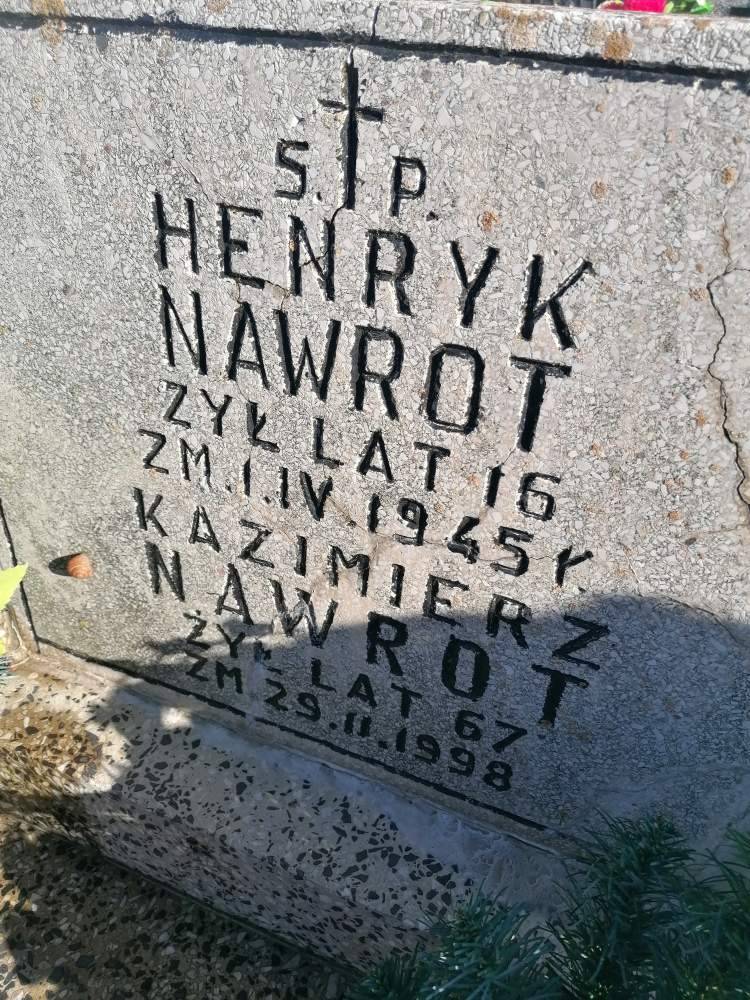 Ś. P.
HENRYK
NAWROT
ŻYŁ LAT 16
ZM. 1. IV 1945 r.
KAZIMIERZ
NAWROT
ŻYŁ LAT 67
ZM 29.11.1998